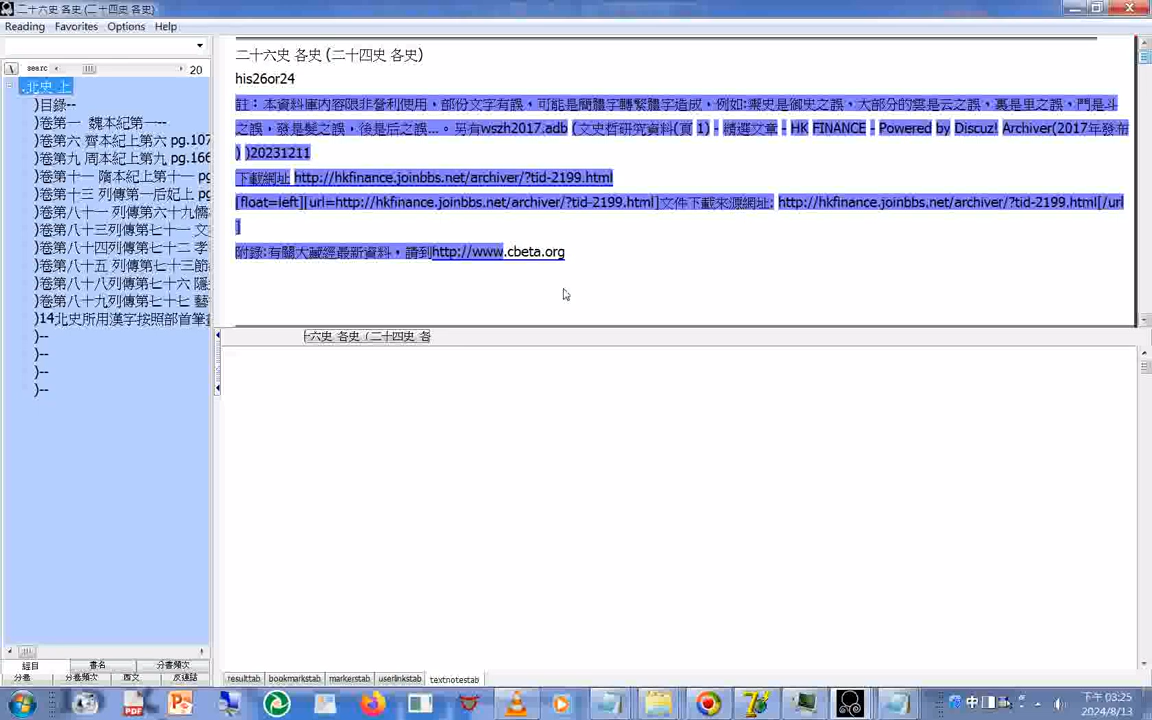 二十六史 各史 (二十四史 各史)
Reading Favorites Options Help
searc
20
北史 上
)目錄--
)卷第一 魏本紀第一--
)卷第六 齊本紀上第六 pg.107
)卷第九 周本紀上第九 pg.166
)卷第十一 隋本紀上第十一 pg
)卷第十三 列傳第一后妃上 pg
)卷第八十一 列傳第六十九儒
)卷第八十三列傳第七十一 文
)卷第八十四列傳第七十二 孝
)卷第八十五 列傳第七十三節
)卷第八十八列傳第七十六 隱
)卷第八十九列傳第七十七 藝
)14北史所用漢字按照部首筆
)--
)--
)--
)--
經目 書名 分書頻次
分卷 分卷頻次 西文 反連結
二十六史 各史 (二十四史 各史)
his26or24
註：本資料庫內容限非營利使用，部份文字有誤，可能是簡體字轉繁體字造成，例如:禦史是御史之誤，大部分的雲是云之誤，裏是里之誤，鬥是斗
之誤，發是髮之誤，後是后之誤...。另有wszh2017.adb (文史哲研究資料(頁 1) - 精選文章 - HK FINANCE - Powered by Discuz! Archiver(2017年發布
) )20231211
下載網址 http://hkfinance.joinbbs.net/archiver/?tid-2199.html
[float=left][url=http://hkfinance.joinbbs.net/archiver/?tid-2199.html]文件下載來源網址: http://hkfinance.joinbbs.net/archiver/?tid-2199.html[/url
]
附錄:有關大藏經最新資料，請到http://www.cbeta.org
十六史 各史 (二十四史 各
resulttab bookmarkstab markerstab userlinkstab textnotestab
PDF
中
下午 03:25
2024/8/13